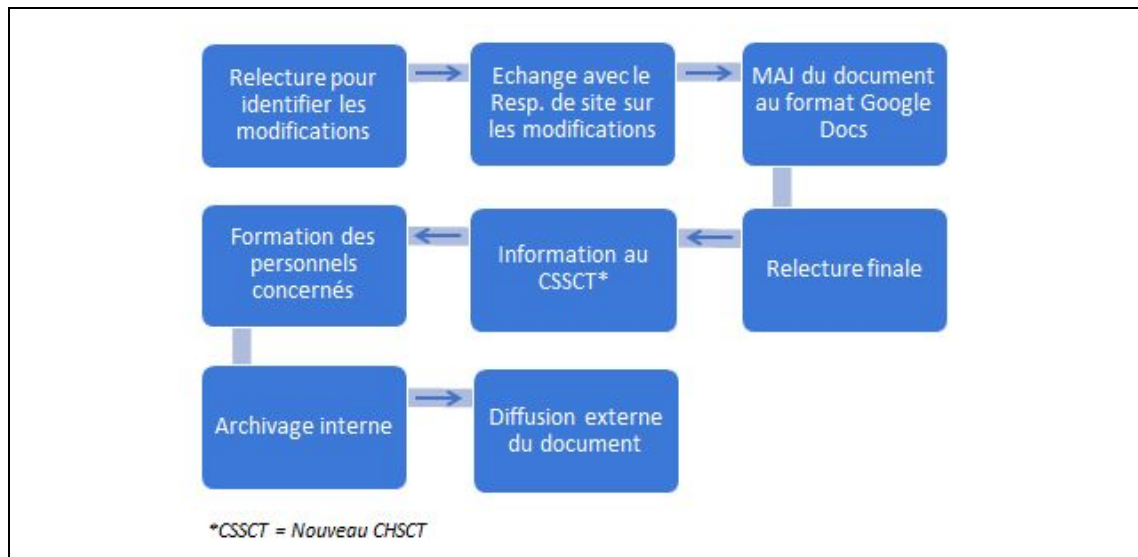 Relecture pour
identifier les
modifications
Echange avec le
Resp. de site sur
les modifications
MAJ du document
au format Google
Docs
Formation des
personnels
concernés
Information au
CSSCT*
Relecture finale
Archivage interne
Diffusion externe
du document
*CSSCT = Nouveau CHSCT